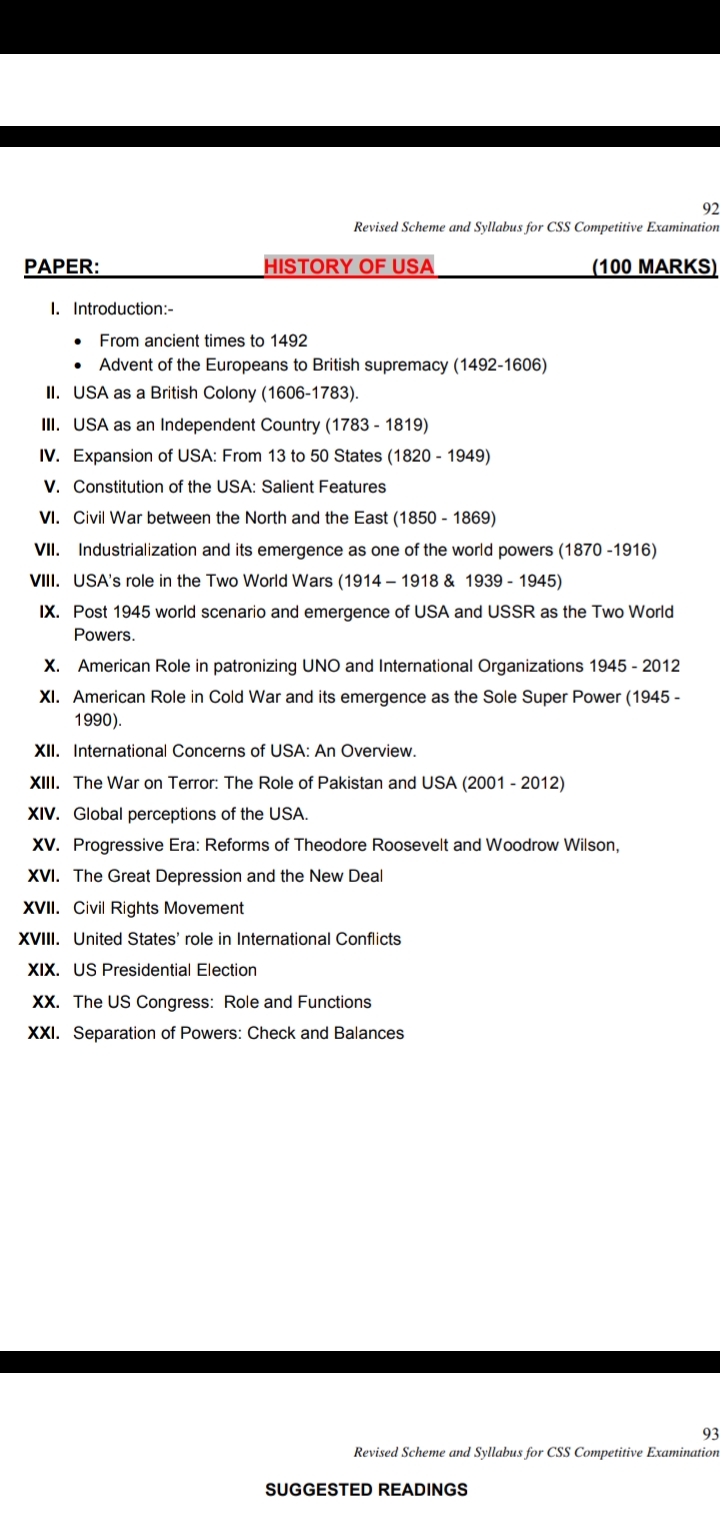 92
Revised Scheme and Syllabus for CSS Competitive Examination
PAPER: HISTORY OF USA (100 MARKS)
I. Introduction:-
• From ancient times to 1492
• Advent of the Europeans to British supremacy (1492-1606)
II. USA as a British Colony (1606-1783).
III. USA as an Independent Country (1783 - 1819)
IV. Expansion of USA: From 13 to 50 States (1820 - 1949)
V. Constitution of the USA: Salient Features
VI. Civil War between the North and the East (1850 - 1869)
VII. Industrialization and its emergence as one of the world powers (1870 -1916)
VIII. USA's role in the Two World Wars (1914 – 1918 & 1939 - 1945)
IX. Post 1945 world scenario and emergence of USA and USSR as the Two World
Powers.
X. American Role in patronizing UNO and International Organizations 1945 - 2012
XI. American Role in Cold War and its emergence as the Sole Super Power (1945 -
1990).
XII. International Concerns of USA: An Overview.
XIII. The War on Terror: The Role of Pakistan and USA (2001 - 2012)
XIV. Global perceptions of the USA.
XV. Progressive Era: Reforms of Theodore Roosevelt and Woodrow Wilson,
XVI. The Great Depression and the New Deal
XVII. Civil Rights Movement
XVIII. United States' role in International Conflicts
XIX. US Presidential Election
XX. The US Congress: Role and Functions
XXI. Separation of Powers: Check and Balances
93
Revised Scheme and Syllabus for CSS Competitive Examination
SUGGESTED READINGS